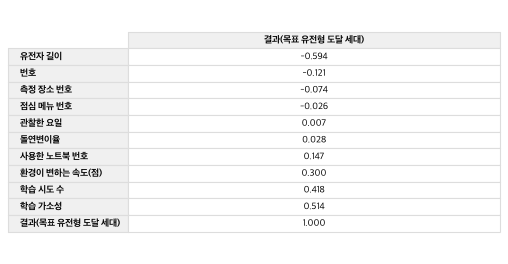 결과(목표 유전형 도달 세대)
유전자 길이 -0.594
번호 -0.121
측정 장소 번호 -0.074
점심 메뉴 번호 -0.026
관찰한 요일 0.007
돌연변이율 0.028
사용한 노트북 번호 0.147
환경이 변하는 속도(점) 0.300
학습 시도 수 0.418
학습 가소성 0.514
결과(목표 유전형 도달 세대) 1.000